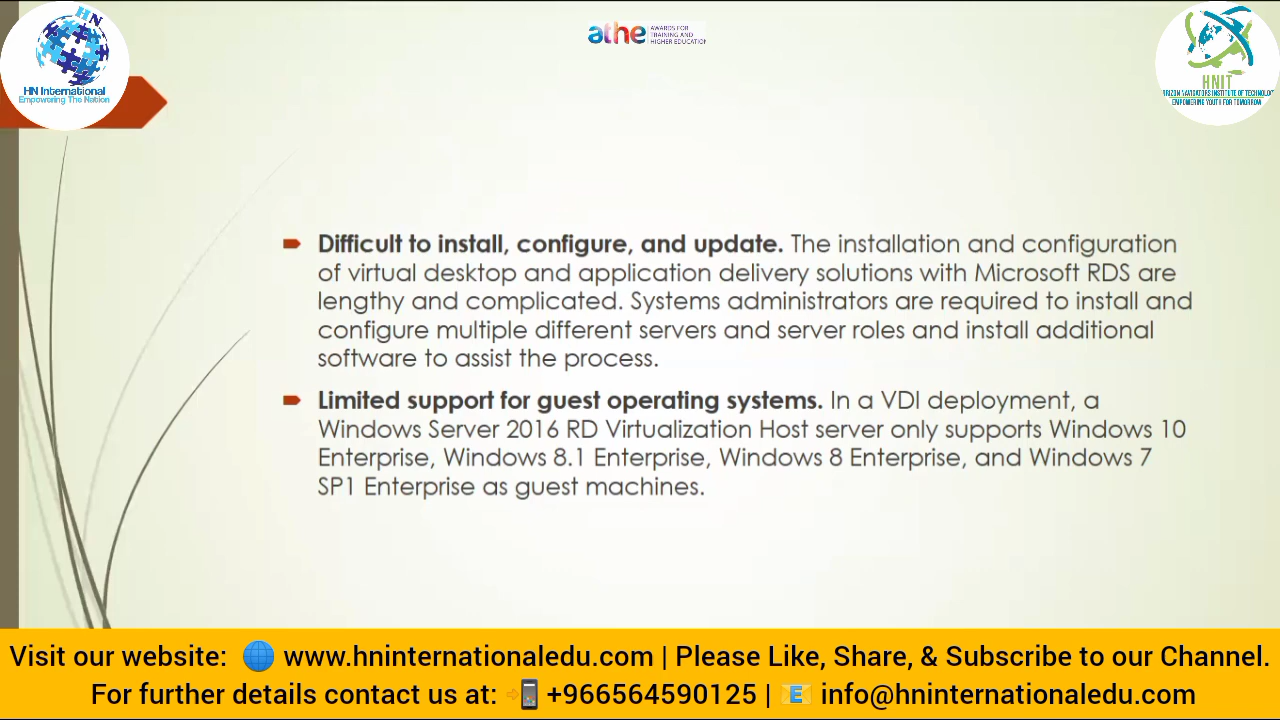 HN
HN International
Empowering The Nation
athe
AWARDS FOR
TRAINING AND
HIGHER EDUCATION
HNIT
EMPOWERING YOUTH FOR TOMORROW
Difficult to install, configure, and update. The installation and configuration
of virtual desktop and application delivery solutions with Microsoft RDS are
lengthy and complicated. Systems administrators are required to install and
configure multiple different servers and server roles and install additional
software to assist the process.
Limited support for guest operating systems. In a VDI deployment, a
Windows Server 2016 RD Virtualization Host server only supports Windows 10
Enterprise, Windows 8.1 Enterprise, Windows 8 Enterprise, and Windows 7
SP1 Enterprise as guest machines.
Visit our website: 🌐 www.hninternationaledu.com | Please Like, Share, & Subscribe to our Channel.
For further details contact us at: 📲 +966564590125 | 📧 info@hninternationaledu.com